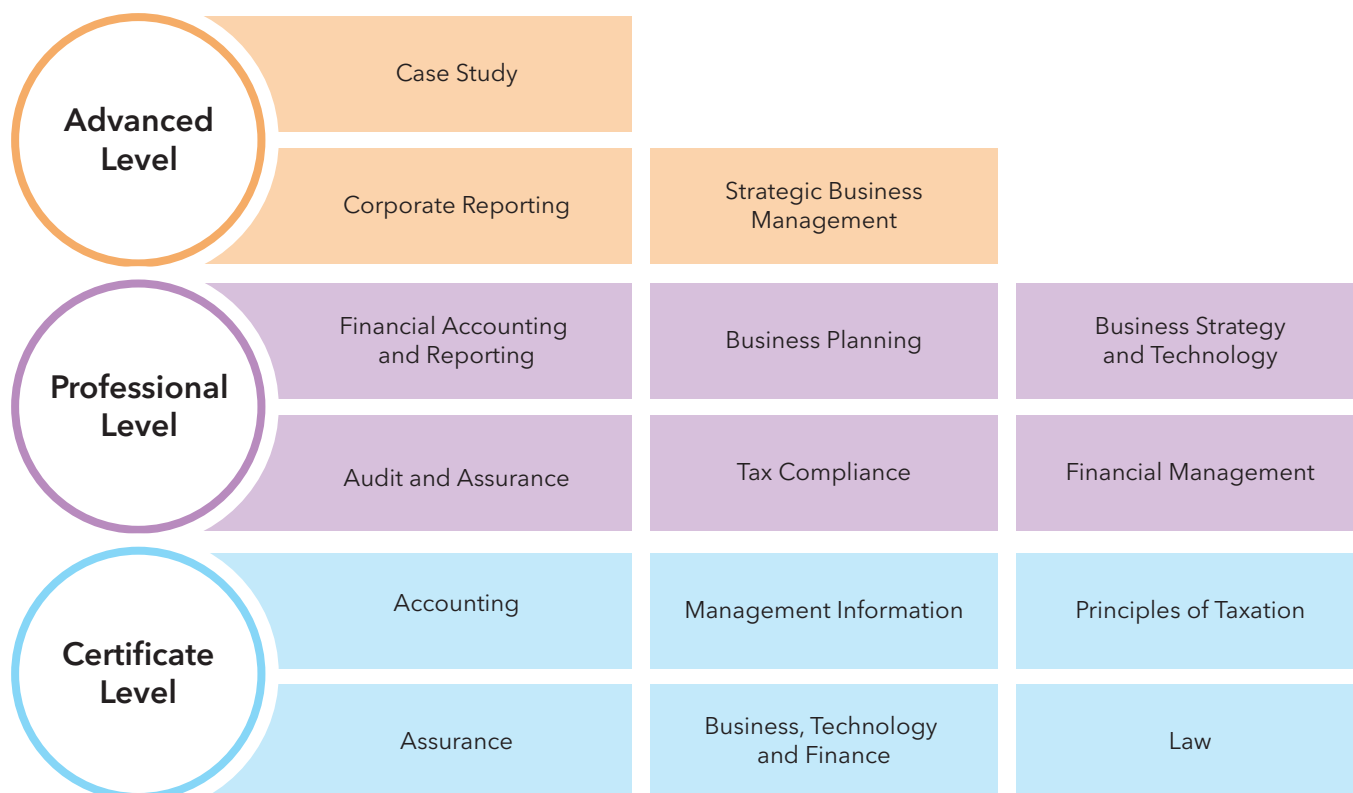 Advanced
Level
Case Study
Corporate Reporting
Strategic Business
Management
Professional
Level
Financial Accounting
and Reporting
Business Planning
Business Strategy
and Technology
Audit and Assurance
Tax Compliance
Financial Management
Certificate
Level
Accounting
Management Information
Principles of Taxation
Assurance
Business, Technology
and Finance
Law